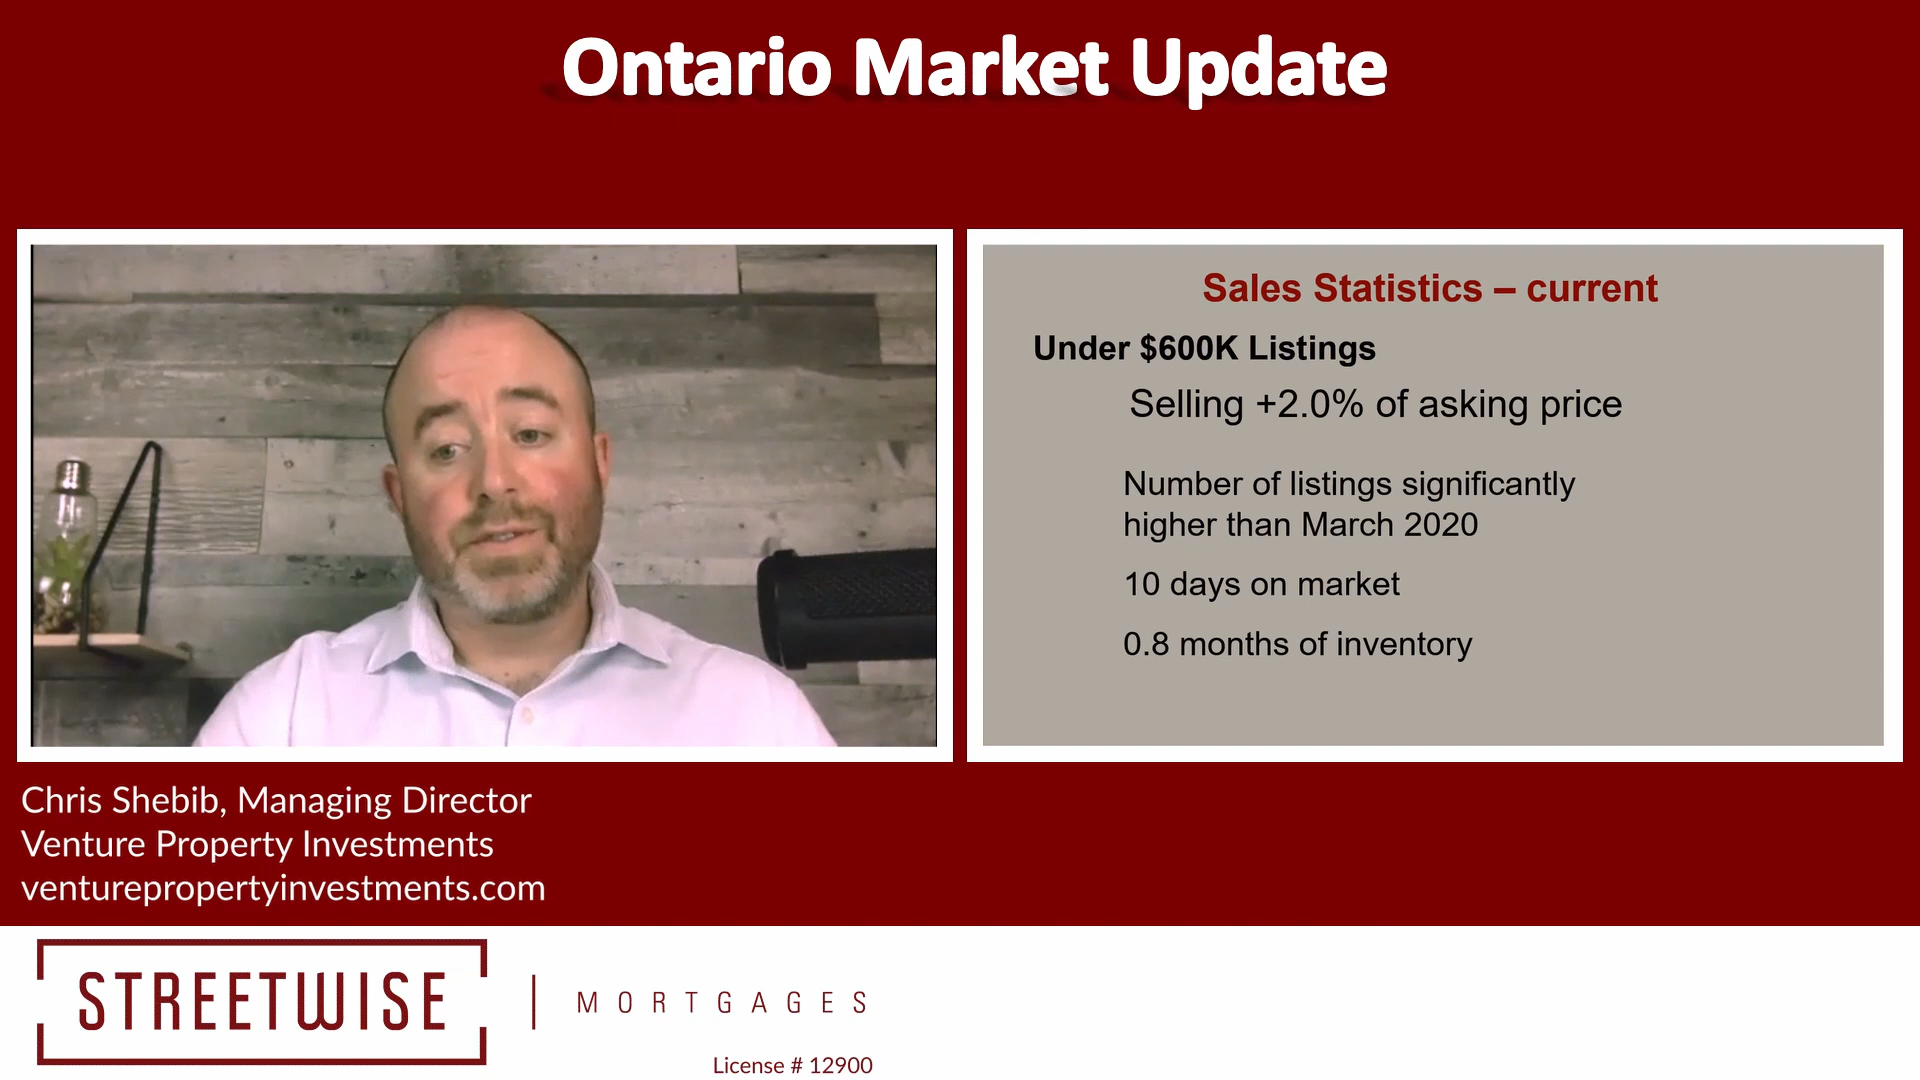 Ontario Market Update
Sales Statistics – current
Under $600K Listings
Selling +2.0% of asking price
Number of listings significantly
higher than March 2020
10 days on market
0.8 months of inventory
Chris Shebib, Managing Director
Venture Property Investments
venturepropertyinvestments.com
STREETWISE | MORTGAGES
License # 12900